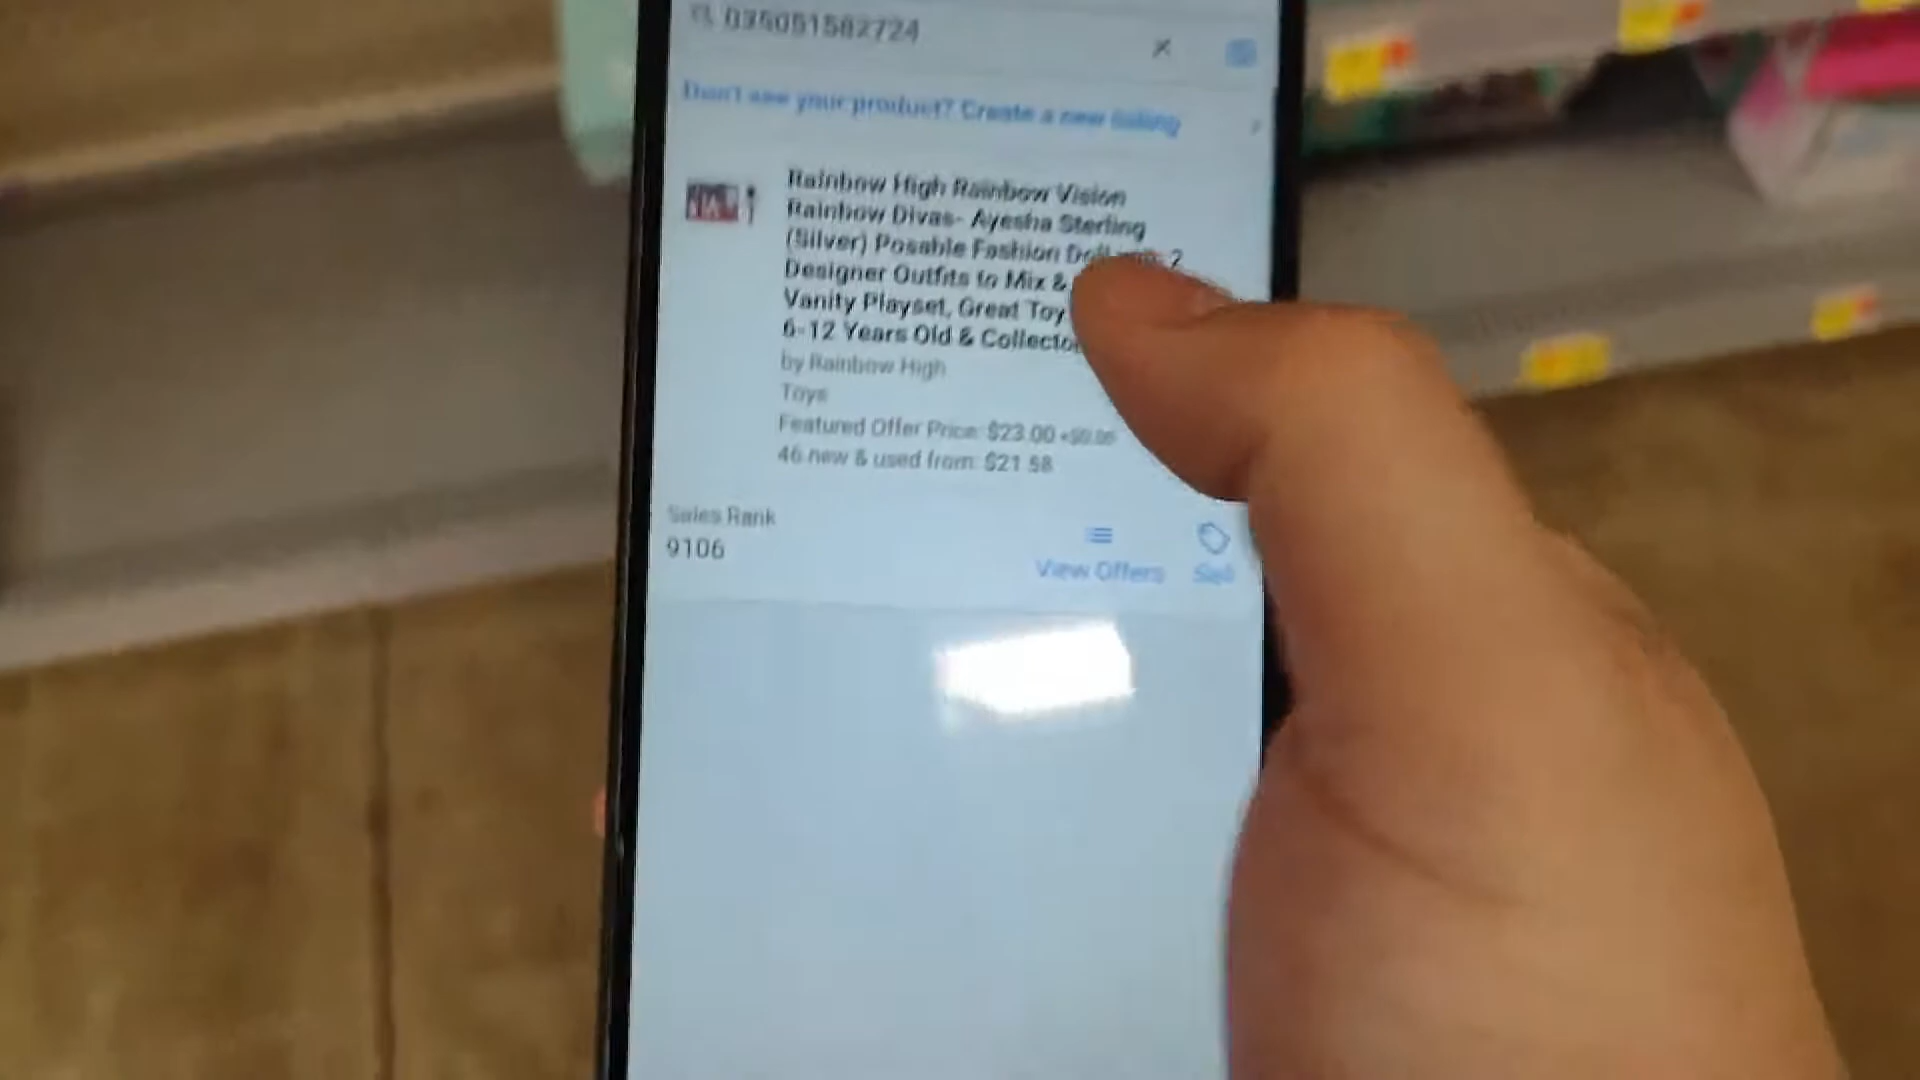 035051582724
Don't see your product? Create a new listing
Rainbow High Rainbow Vision
Rainbow Divas- Ayesha Sterling
(Silver) Posable Fashion 2
Designer Outfits to Mix &
Vanity Playset, Great Toy
6-12 Years Old &
by Rainbow High
Toys
Featured Offer Price: $23.00
46 new & used from: $21.58
Sales Rank
9106
View Offers
Sell